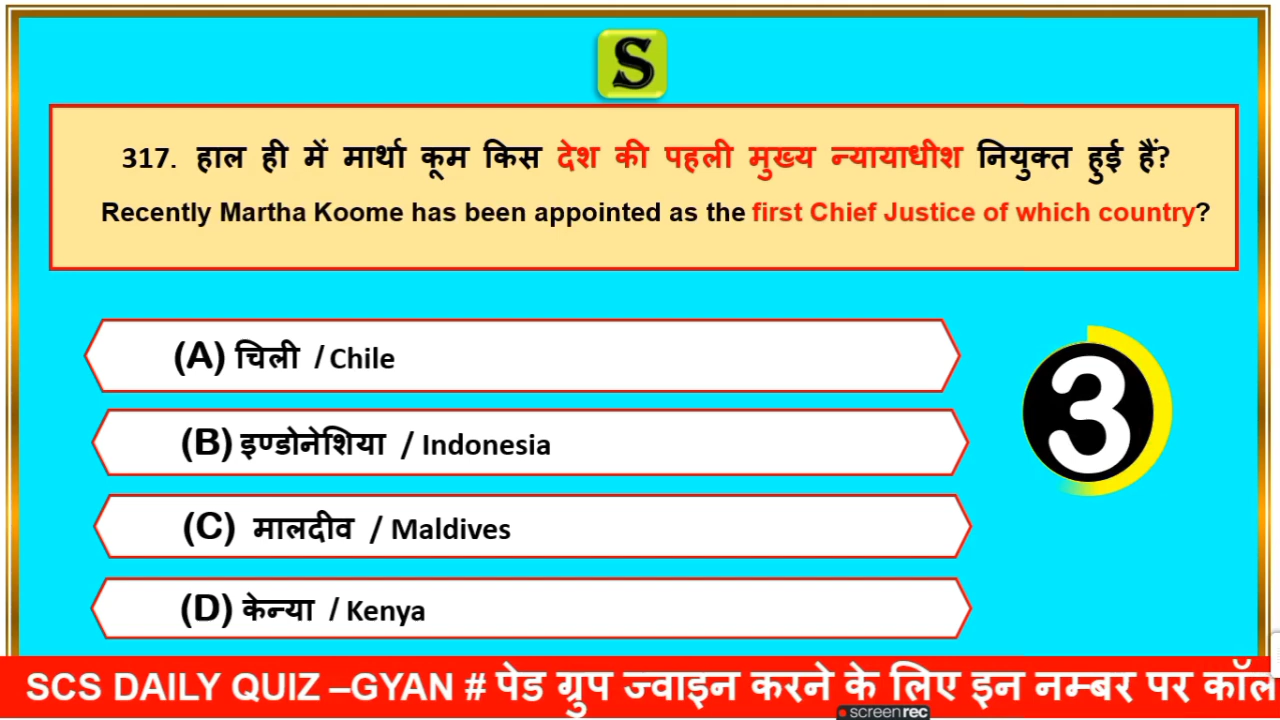 S
317. हाल ही में मार्था कूम किस देश की पहली मुख्य न्यायाधीश नियुक्त हुई हैं?
Recently Martha Koome has been appointed as the first Chief Justice of which country?
(A) चिली / Chile
3
(B) इण्डोनेशिया / Indonesia
(C) मालदीव / Maldives
(D) केन्या / Kenya
SCS DAILY QUIZ –GYAN # पेड ग्रुप ज्वाइन करने के लिए इन नम्बर पर कॉल
screenrec